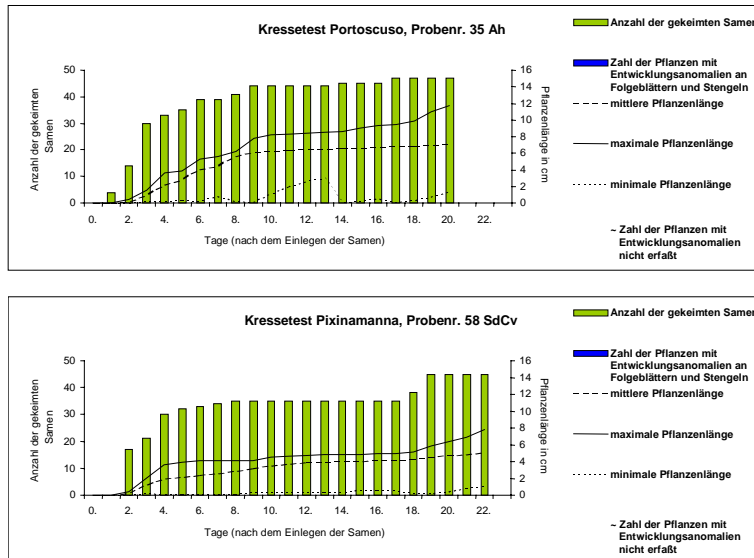 Kressetest Portoscuso, Probenr. 35 Ah
Anzahl der gekeimten Samen
50
40
30
20
10
0
Anzahl der gekeimten
Samen
16
14
12
10
8
6
4
2
0
Pflanzenlänge in cm
0. 2. 4. 6. 8. 10. 12. 14. 16. 18. 20. 22.
Tage (nach dem Einlegen der Samen)
Zahl der Pflanzen mit
Entwicklungsanomalien an
Folgeblättern und Stengeln
mittlere Pflanzenlänge
maximale Pflanzenlänge
minimale Pflanzenlänge
~ Zahl der Pflanzen mit
Entwicklungsanomalien
nicht erfaßt
Kressetest Pixinamanna, Probenr. 58 SdCv
Anzahl der gekeimten Samen
50
40
30
20
10
0
Anzahl der gekeimten
Samen
16
14
12
10
8
6
4
2
0
Pflanzenlänge in cm
0. 2. 4. 6. 8. 10. 12. 14. 16. 18. 20. 22.
Tage (nach dem Einlegen der Samen)
Zahl der Pflanzen mit
Entwicklungsanomalien an
Folgeblättern und Stengeln
mittlere Pflanzenlänge
maximale Pflanzenlänge
minimale Pflanzenlänge
~ Zahl der Pflanzen mit
Entwicklungsanomalien
nicht erfaßt